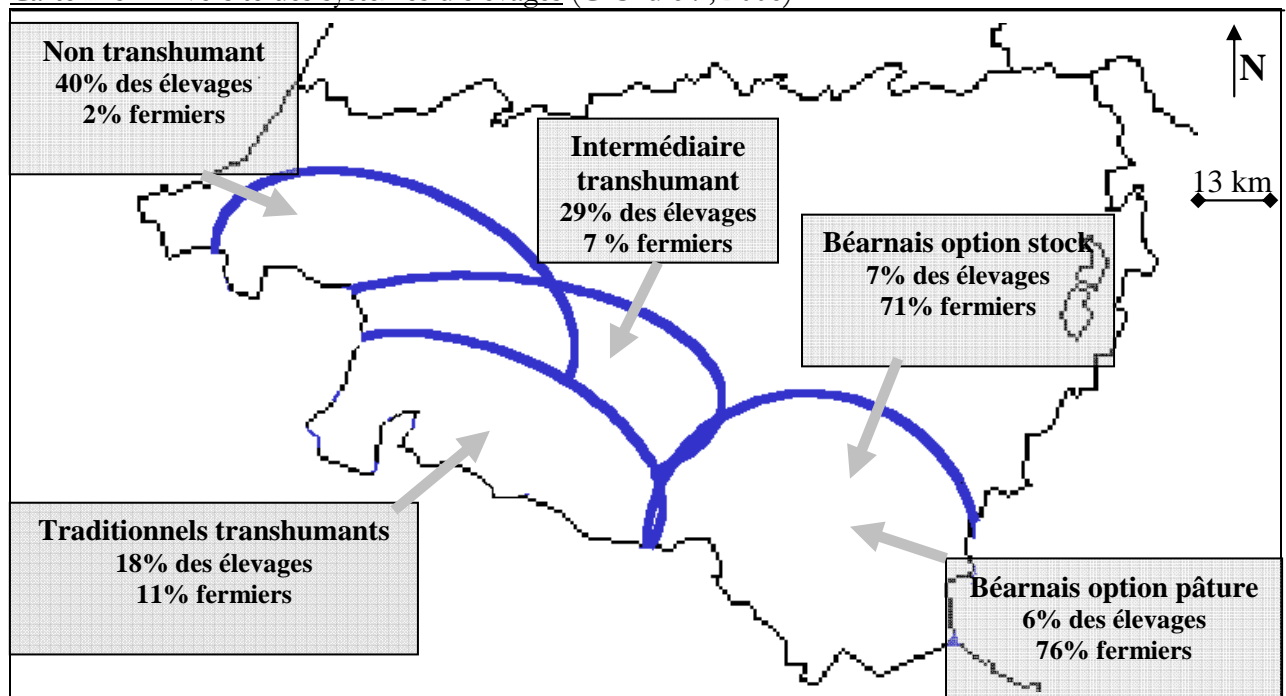 Non transhumant
40% des élevages
2% fermiers
N
Intermédiaire
transhumant
29% des élevages
7 % fermiers
13 km
Béarnais option stock
7% des élevages
71% fermiers
Traditionnels transhumants
18% des élevages
11% fermiers
Béarnais option pâture
6% des élevages
76% fermiers